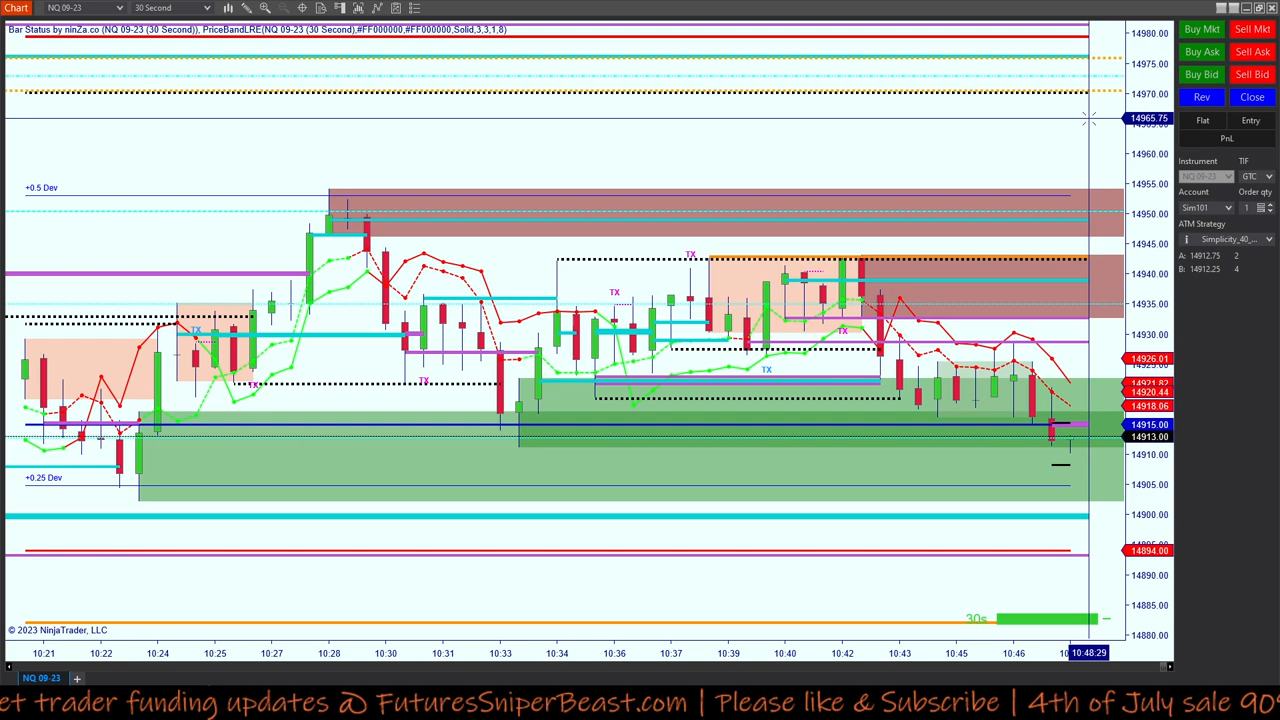 Chart NQ 09-23 30 Second
Bar Status by ninZa.co (NQ 09-23 (30 Second)), PriceBandLRE(NQ 09-23 (30 Second),#FF000000,#FF000000,Solid,3,3,1,8)
14980.00
14975.00
14970.00
14965.75
14960.00
14955.00
14950.00
14945.00
14940.00
14935.00
14930.00
14926.01
14920.44
14918.06
14915.00
14913.00
14910.00
14905.00
14900.00
14894.00
14890.00
14885.00
14880.00
+0.5 Dev
TX
TX
TX
TX
TX
TX
TX
+0.25 Dev
30s
© 2023 NinjaTrader, LLC
10:21 10:22 10:24 10:25 10:27 10:28 10:30 10:31 10:33 10:34 10:36 10:37 10:39 10:40 10:42 10:43 10:45 10:46 10:48:29
NQ 09-23 +
Buy Mkt Sell Mkt
Buy Ask Sell Ask
Buy Bid Sell Bid
Rev Close
Flat Entry
PnL
Instrument TIF
NQ 09-23 GTC
Account Order qty
Sim101 1
ATM Strategy
Simplicity_40_...
A: 14912.75 2
B: 14912.25 4
et trader funding updates @ FuturesSniperBeast.com | Please like & Subscribe | 4th of July sale 90